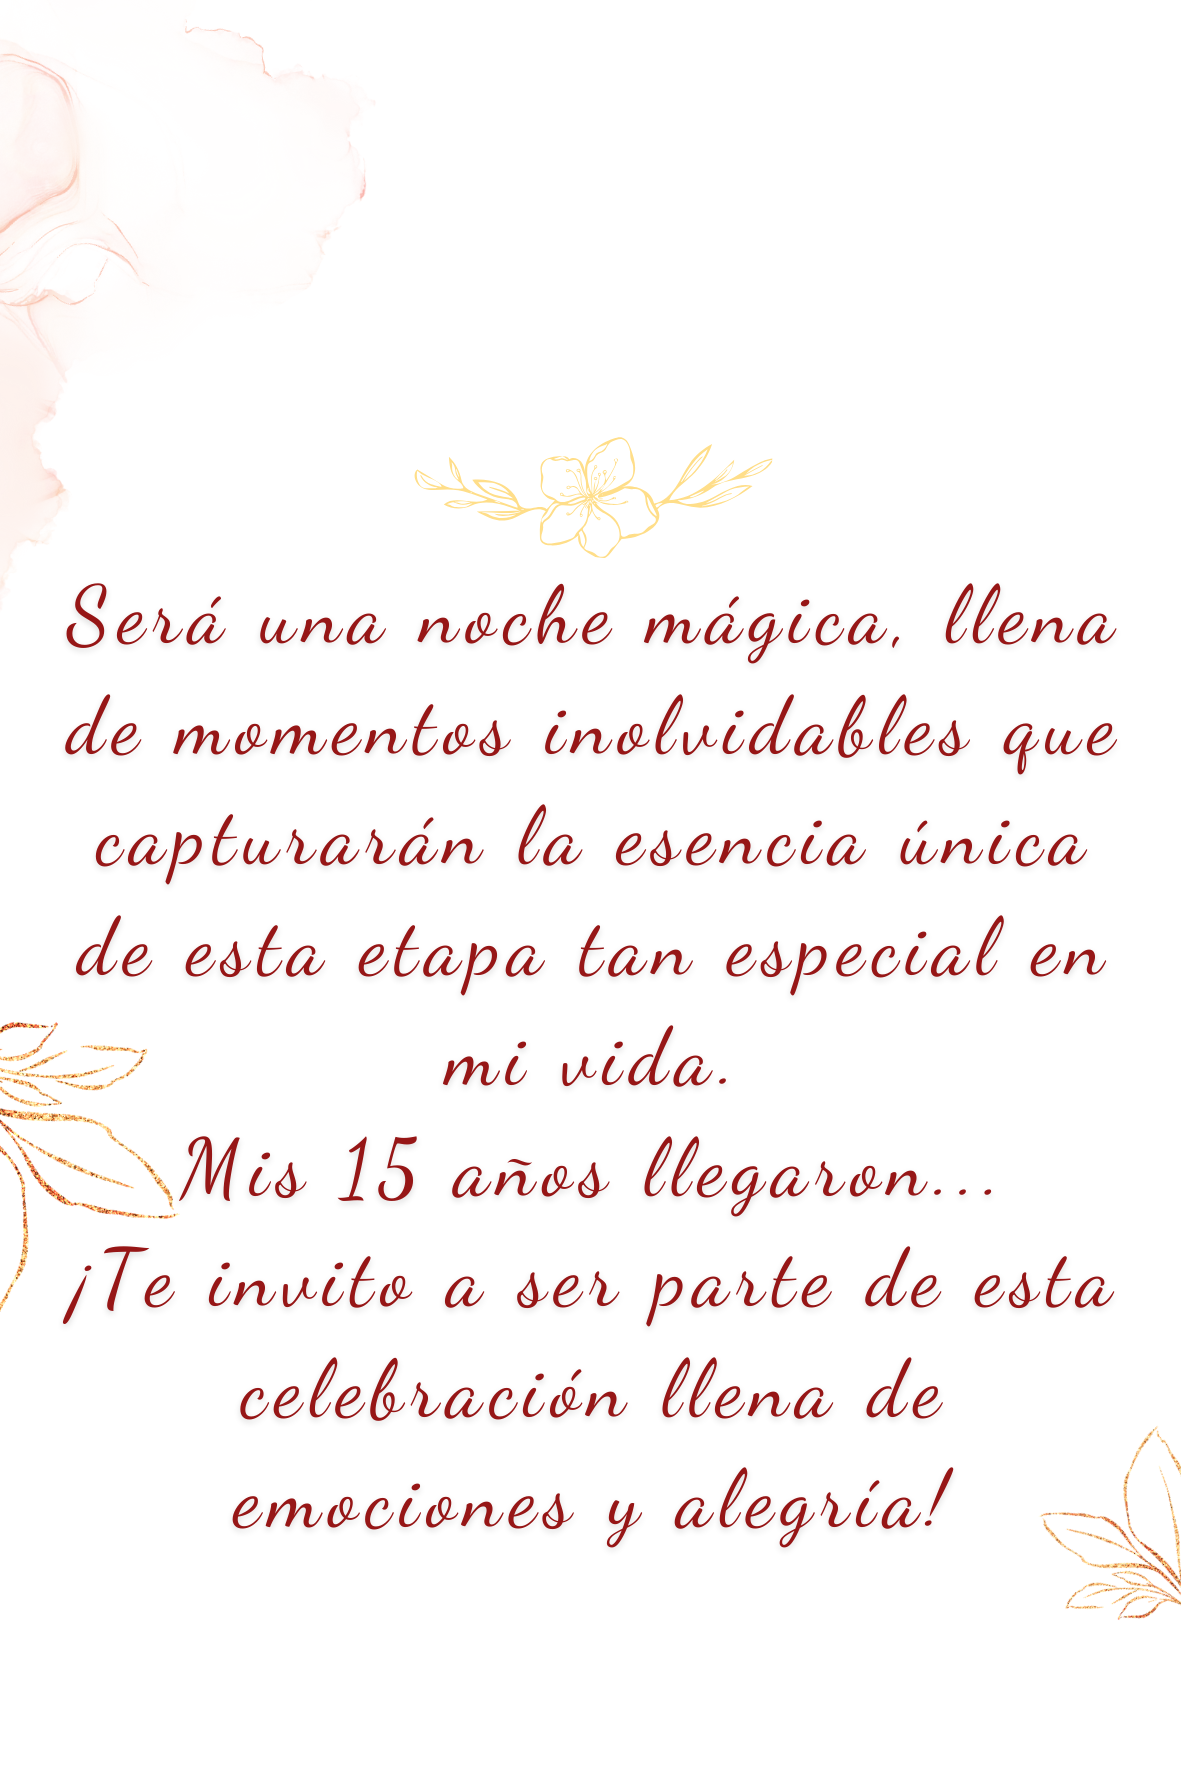 Será una noche mágica, llena
de momentos inolvidables que
capturarán la esencia única
de esta etapa tan especial en
mi vida.
Mis 15 años llegaron...
¡Te invito a ser parte de esta
celebración llena de
emociones y alegría!